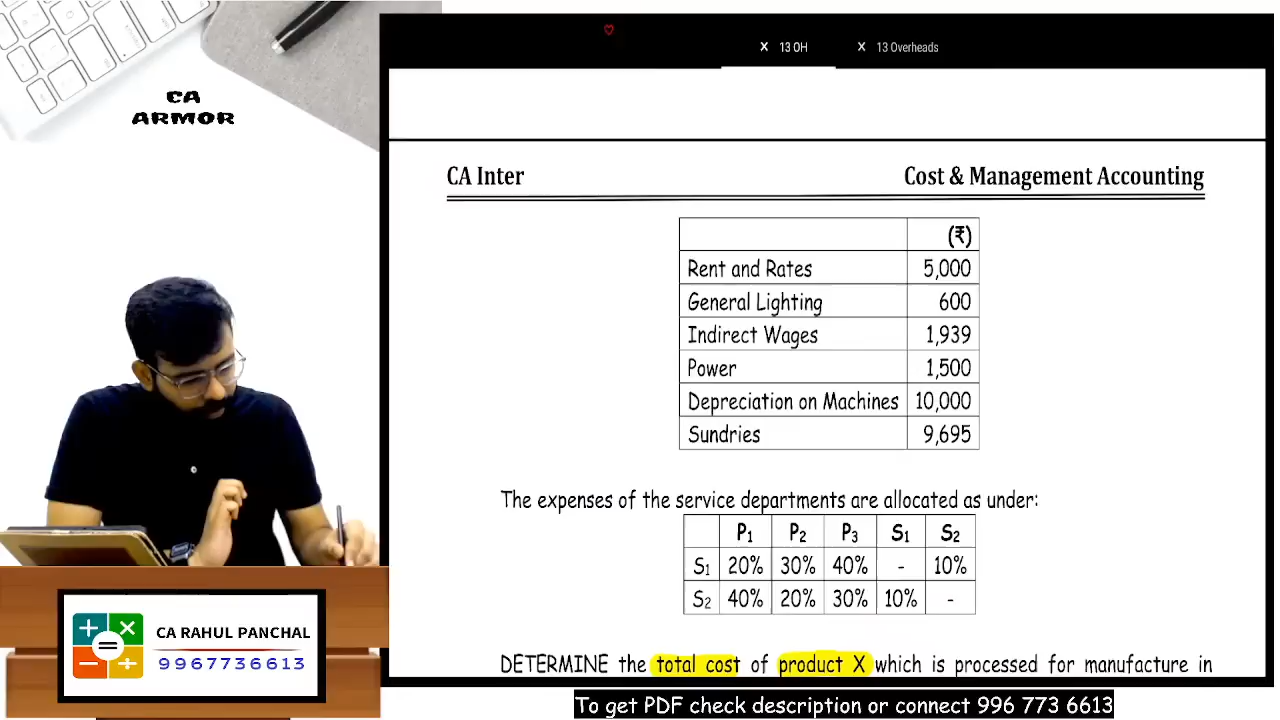 CA
ARMOR
13 OH
13 Overheads
CA Inter Cost & Management Accounting
(₹)
Rent and Rates 5,000
General Lighting 600
Indirect Wages 1,939
Power 1,500
Depreciation on Machines 10,000
Sundries 9,695
The expenses of the service departments are allocated as under:
P₁ P₂ P₃ S₁ S₂
S₁ 20% 30% 40% - 10%
S₂ 40% 20% 30% 10% -
DETERMINE the total cost of product X which is processed for manufacture in
CA RAHUL PANCHAL
9967736613
To get PDF check description or connect 996 773 6613